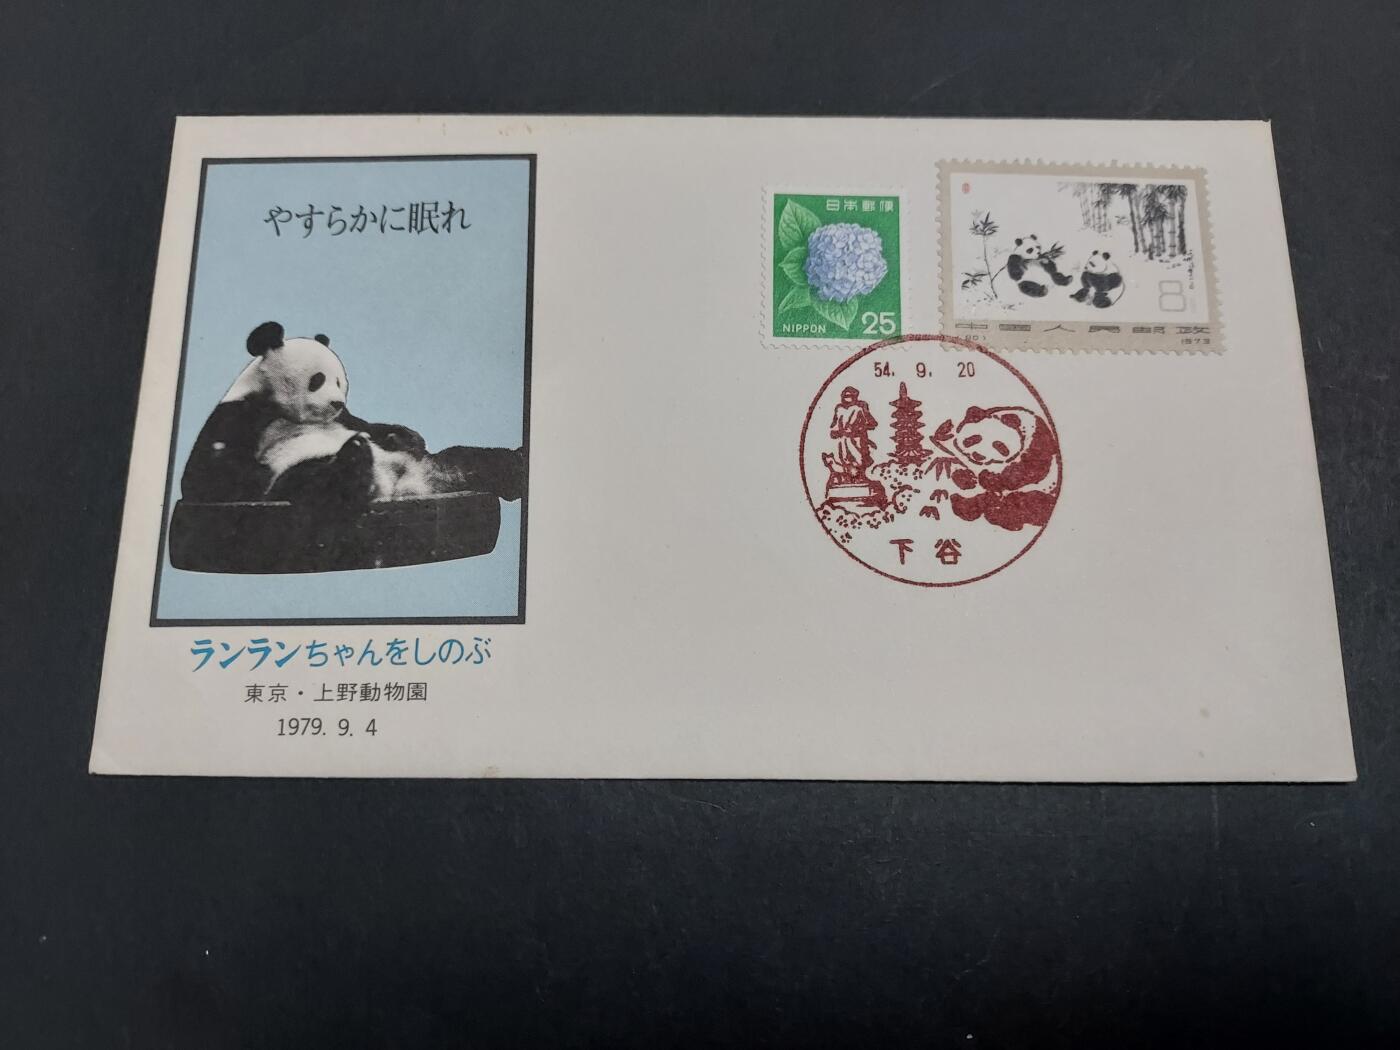 やすらかに眠れ
ランランちゃんをしのぶ
東京・上野動物園
1979. 9. 4
日本郵便
NIPPON 25
8
中国人民邮政
1973
54. 9. 20
下谷